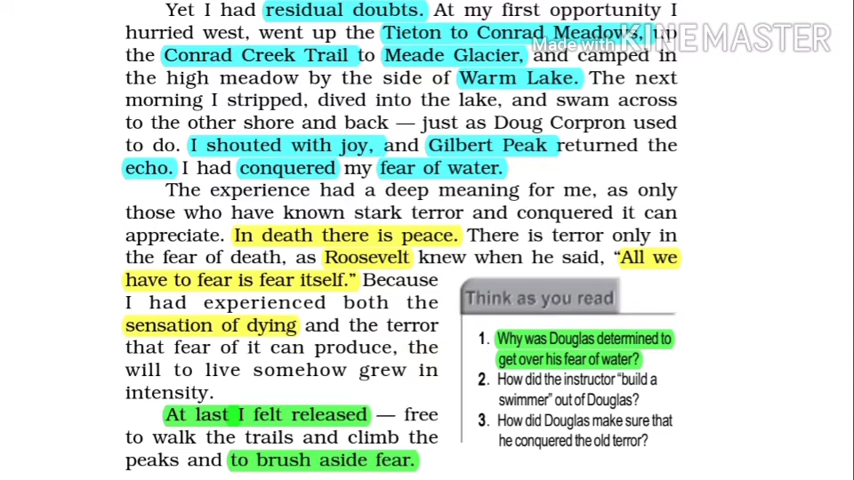 Yet I had residual doubts. At my first opportunity I
hurried west, went up the Tieton to Conrad Meadows, up
Made with KINEMASTER
the Conrad Creek Trail to Meade Glacier, and camped in
the high meadow by the side of Warm Lake. The next
morning I stripped, dived into the lake, and swam across
to the other shore and back — just as Doug Corpron used
to do. I shouted with joy, and Gilbert Peak returned the
echo. I had conquered my fear of water.
The experience had a deep meaning for me, as only
those who have known stark terror and conquered it can
appreciate. In death there is peace. There is terror only in
the fear of death, as Roosevelt knew when he said, “All we
have to fear is fear itself.” Because
I had experienced both the
sensation of dying and the terror
that fear of it can produce, the
will to live somehow grew in
intensity.
At last I felt released — free
to walk the trails and climb the
peaks and to brush aside fear.
Think as you read
1. Why was Douglas determined to
get over his fear of water?
2. How did the instructor “build a
swimmer” out of Douglas?
3. How did Douglas make sure that
he conquered the old terror?